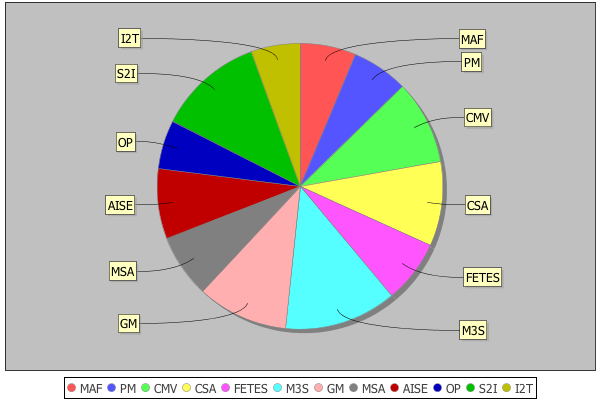 I2T
MAF
PM
S2I
CMV
OP
AISE
CSA
MSA
FETES
GM
M3S
MAF PM CMV CSA FETES M3S GM MSA AISE OP S2I I2T